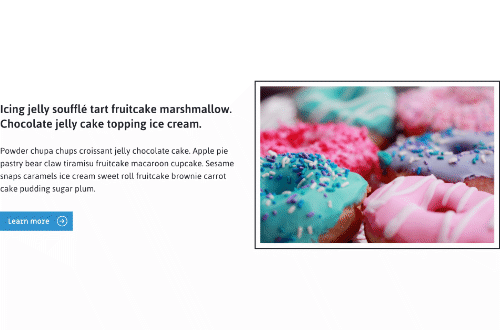 Icing jelly soufflé tart fruitcake marshmallow.
Chocolate jelly cake topping ice cream.
Powder chupa chups croissant jelly chocolate cake. Apple pie
pastry bear claw tiramisu fruitcake macaroon cupcake. Sesame
snaps caramels ice cream sweet roll fruitcake brownie carrot
cake pudding sugar plum.
Learn more